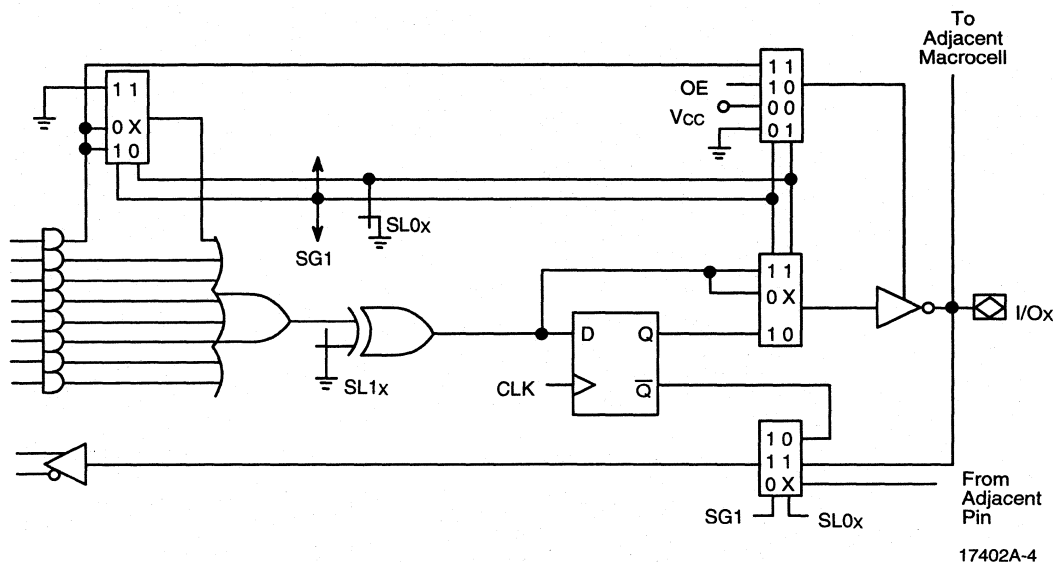 To
Adjacent
Macrocell
1 1
0 X
1 0
OE
VCC
1 1
1 0
0 0
0 1
SG1
SL0x
1 1
0 X
1 0
I/Ox
SL1x
D Q
CLK
Q̅
1 0
1 1
0 X
SG1
SL0x
From
Adjacent
Pin
17402A-4